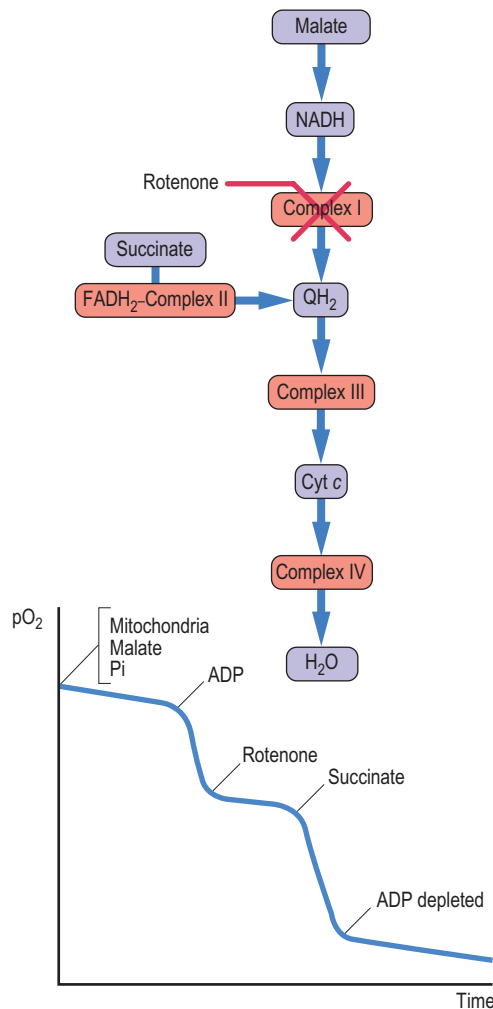 Malate
NADH
Rotenone
Complex I
Succinate
FADH₂–Complex II
QH₂
Complex III
Cyt c
Complex IV
H₂O
pO₂
Mitochondria
Malate
Pi
ADP
Rotenone
Succinate
ADP depleted
Time